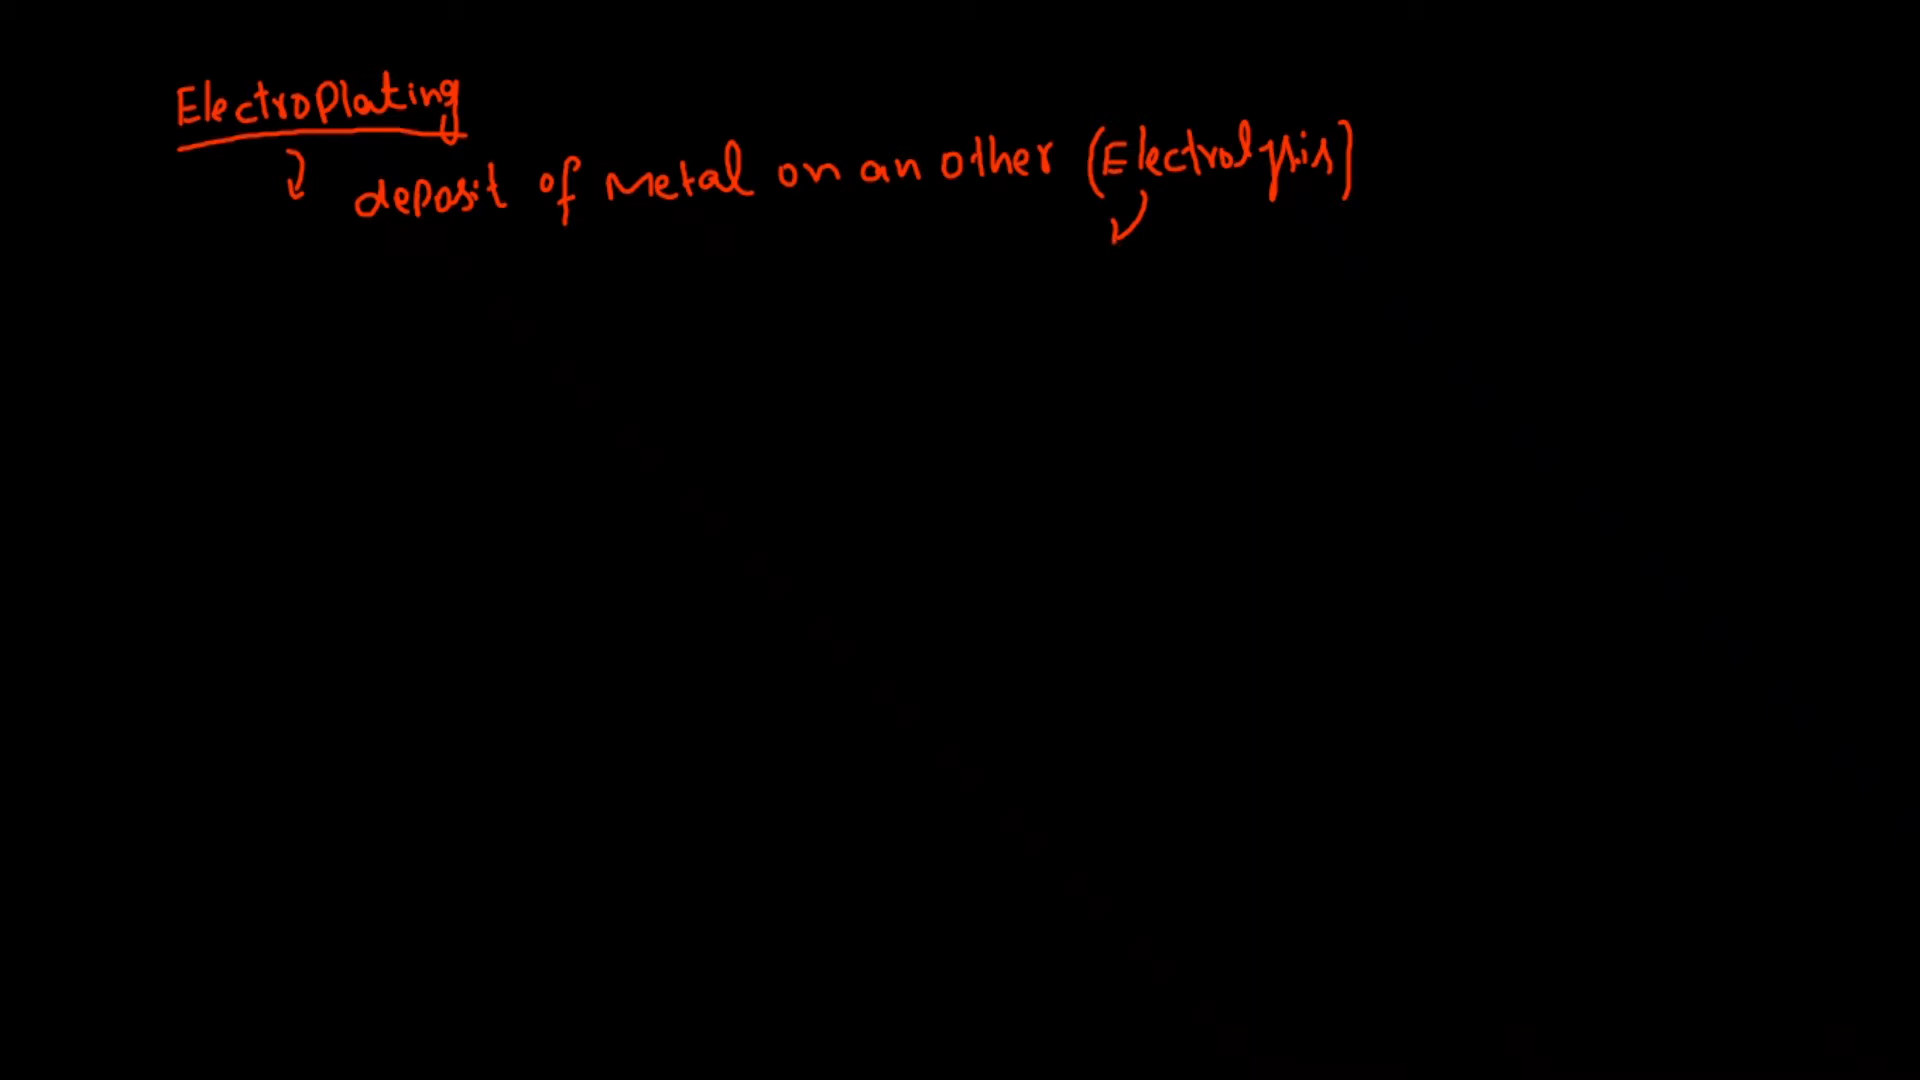 ElectroPlating
deposit of Metal on an other (Electrolysis)